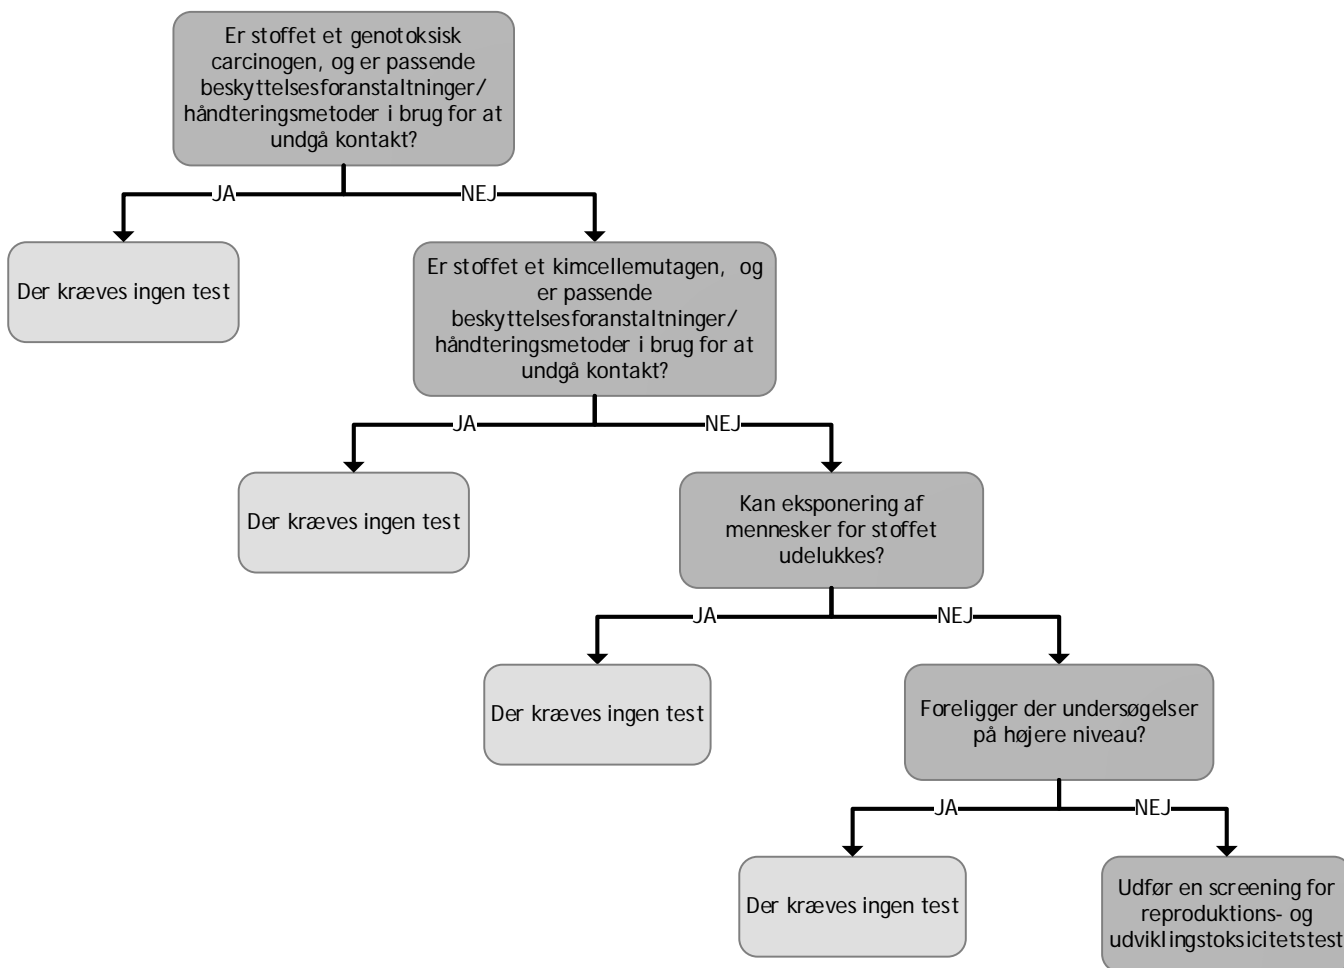 Er stoffet et genotoksisk
carcinogen, og er passende
beskyttelsesforanstaltninger/
håndteringsmetoder i brug for at
undgå kontakt?
JA
NEJ
Der kræves ingen test
Er stoffet et kimcellemutagen, og
er passende
beskyttelsesforanstaltninger/
håndteringsmetoder i brug for at
undgå kontakt?
JA
NEJ
Der kræves ingen test
Kan eksponering af
mennesker for stoffet
udelukkes?
JA
NEJ
Der kræves ingen test
Foreligger der undersøgelser
på højere niveau?
JA
NEJ
Der kræves ingen test
Udfør en screening for
reproduktions- og
udviklingstoksicitetstest